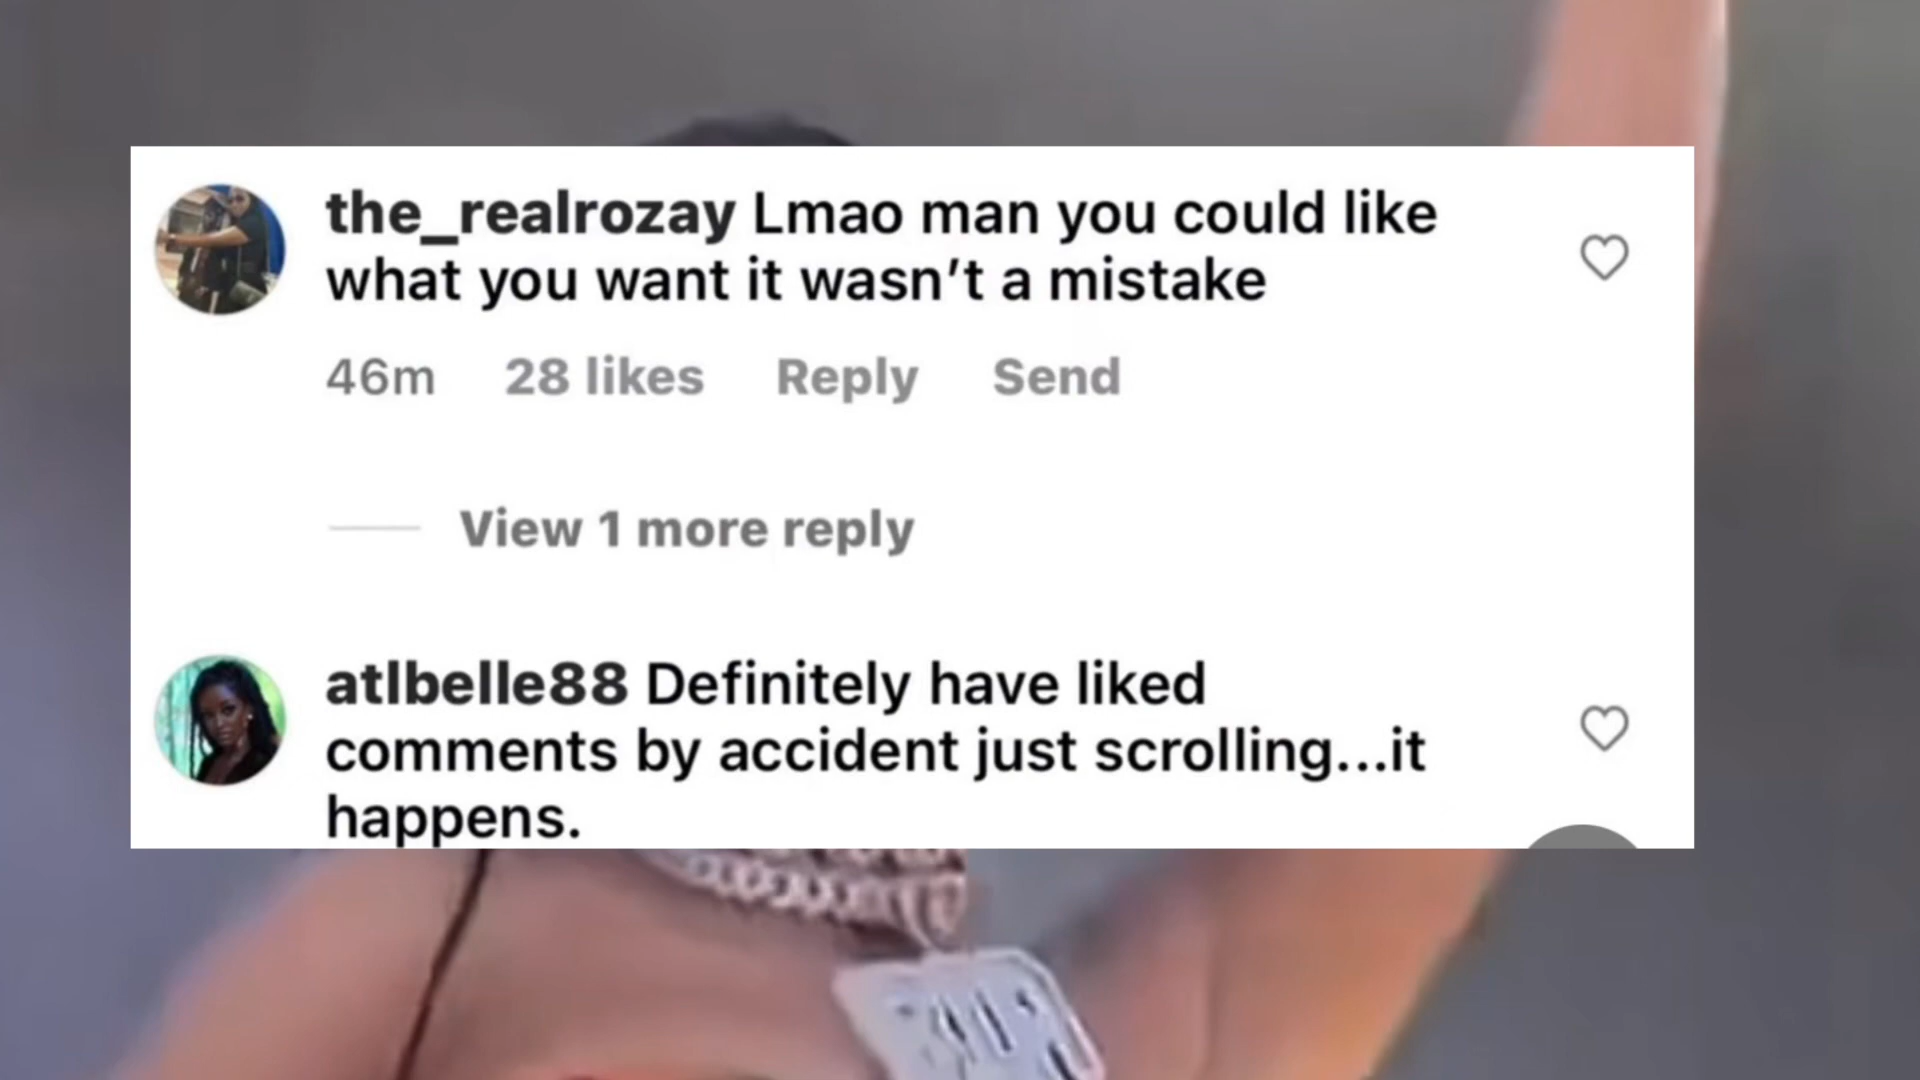 the_realrozay Lmao man you could like
what you want it wasn’t a mistake
46m 28 likes Reply Send
View 1 more reply
atlbelle88 Definitely have liked
comments by accident just scrolling...it
happens.